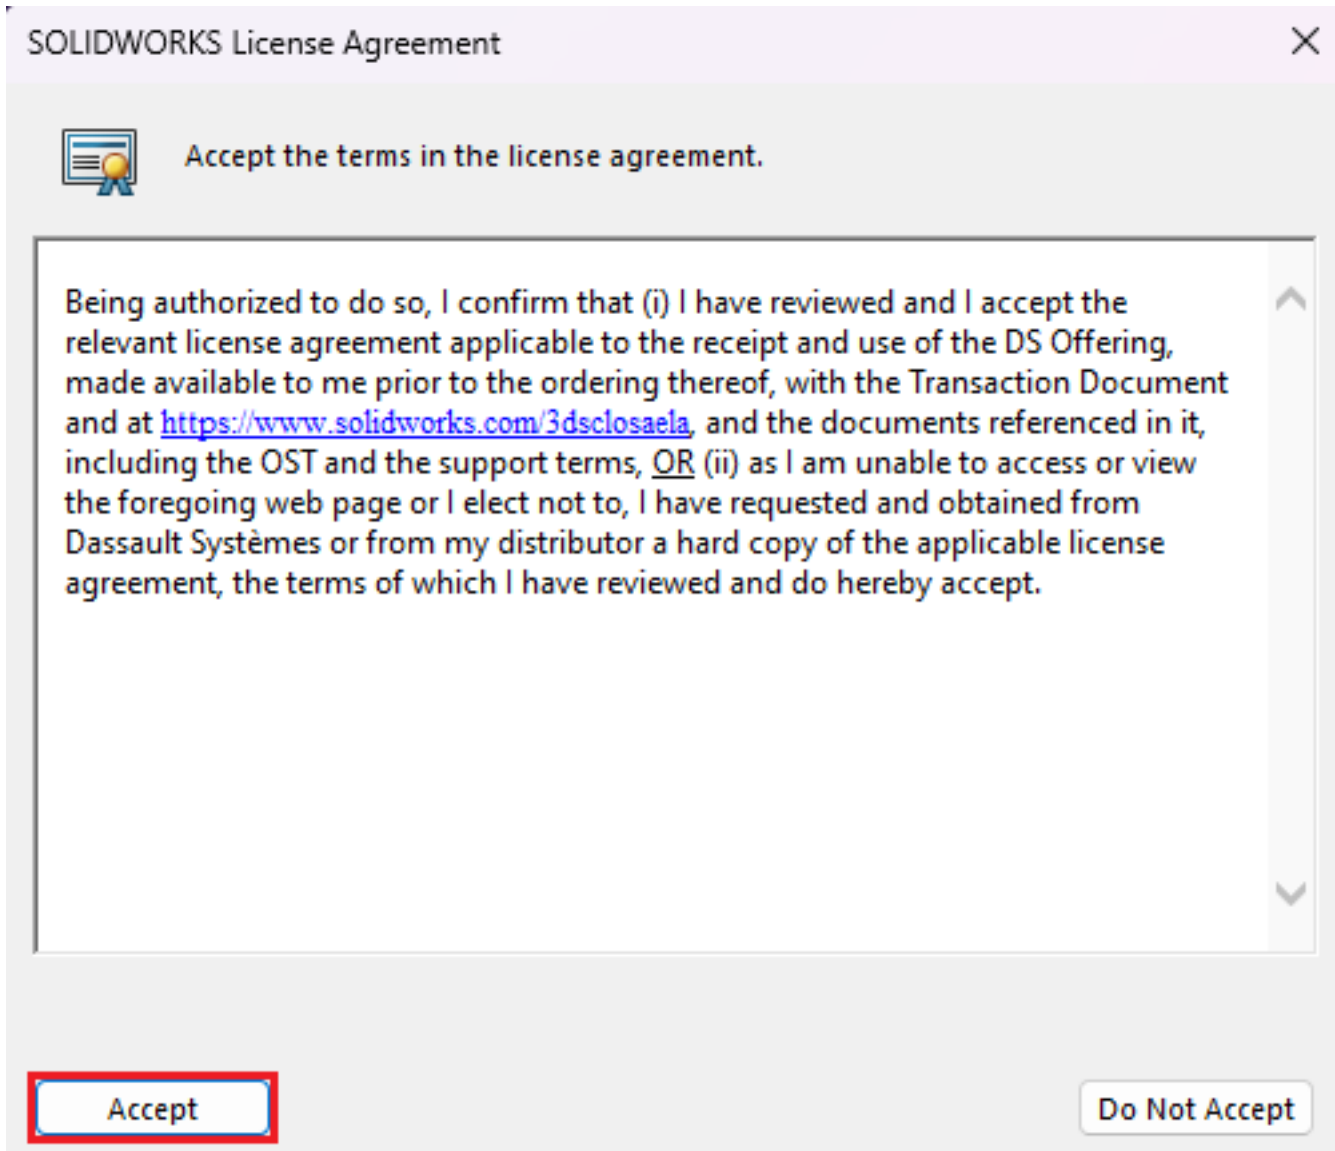 SOLIDWORKS License Agreement
Accept the terms in the license agreement.
Being authorized to do so, I confirm that (i) I have reviewed and I accept the
relevant license agreement applicable to the receipt and use of the DS Offering,
made available to me prior to the ordering thereof, with the Transaction Document
and at https://www.solidworks.com/3dsclosaela, and the documents referenced in it,
including the OST and the support terms, OR (ii) as I am unable to access or view
the foregoing web page or I elect not to, I have requested and obtained from
Dassault Systèmes or from my distributor a hard copy of the applicable license
agreement, the terms of which I have reviewed and do hereby accept.
Accept
Do Not Accept